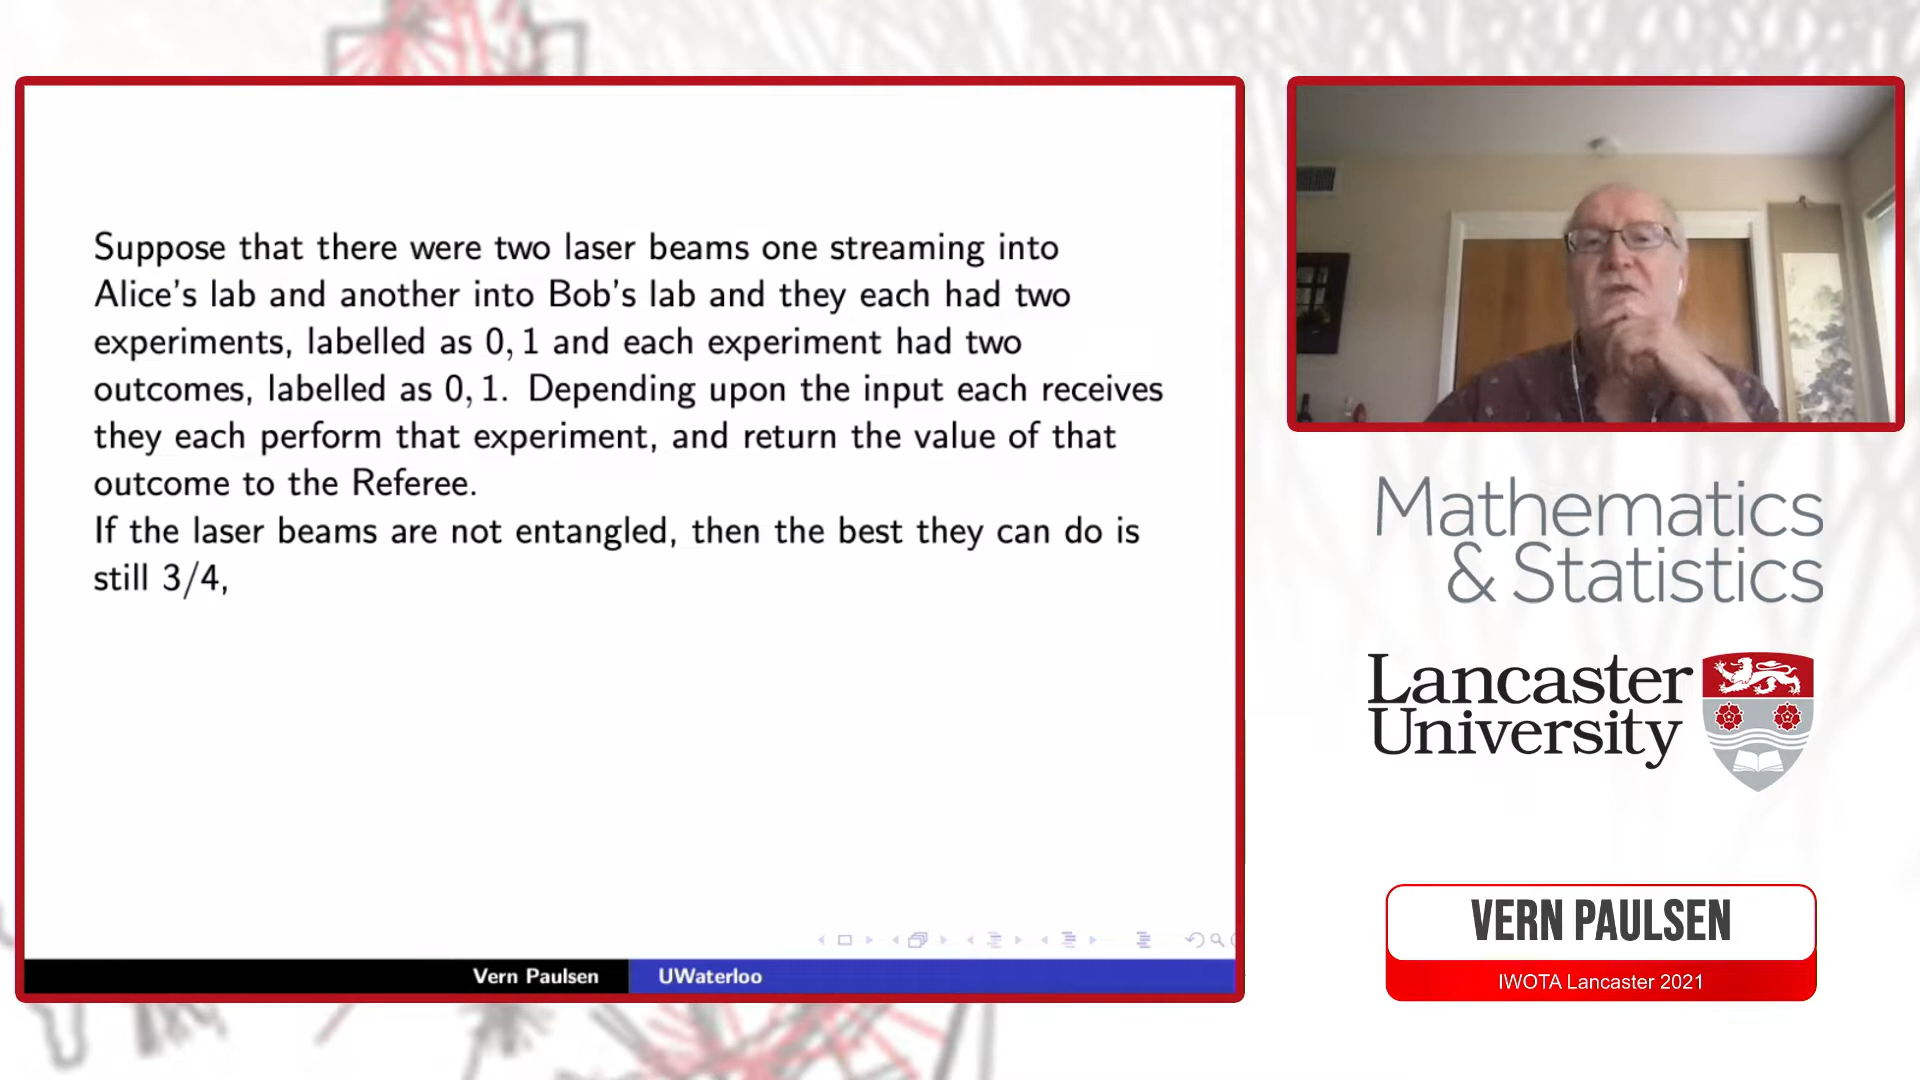 Suppose that there were two laser beams one streaming into
Alice's lab and another into Bob's lab and they each had two
experiments, labelled as 0, 1 and each experiment had two
outcomes, labelled as 0, 1. Depending upon the input each receives
they each perform that experiment, and return the value of that
outcome to the Referee.
If the laser beams are not entangled, then the best they can do is
still 3/4,
Vern Paulsen
UWaterloo
Mathematics
& Statistics
Lancaster
University
VERN PAULSEN
IWOTA Lancaster 2021